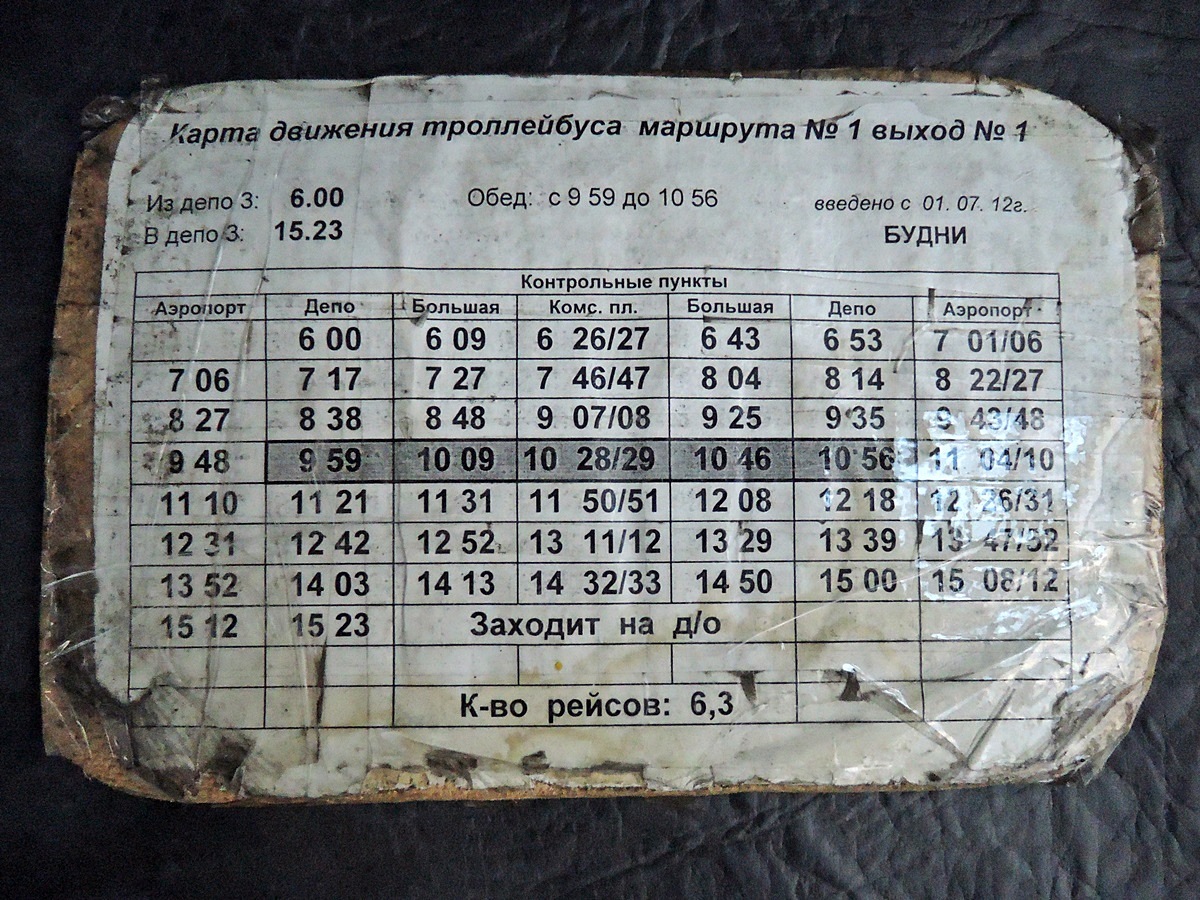 Карта движения троллейбуса маршрута № 1 выход № 1
Из депо 3: 6.00 Обед: с 9 59 до 10 56 введено с 01. 07. 12г.
В депо 3: 15.23 БУДНИ
Контрольные пункты
Аэропорт Депо Большая Комс. пл. Большая Депо Аэропорт
6 00 6 09 6 26/27 6 43 6 53 7 01/06
7 06 7 17 7 27 7 46/47 8 04 8 14 8 22/27
8 27 8 38 8 48 9 07/08 9 25 9 35 9 43/48
9 48 9 59 10 09 10 28/29 10 46 10 56 11 04/10
11 10 11 21 11 31 11 50/51 12 08 12 18 12 26/31
12 31 12 42 12 52 13 11/12 13 29 13 39 13 47/52
13 52 14 03 14 13 14 32/33 14 50 15 00 15 08/12
15 12 15 23 Заходит на д/о
К-во рейсов: 6,3